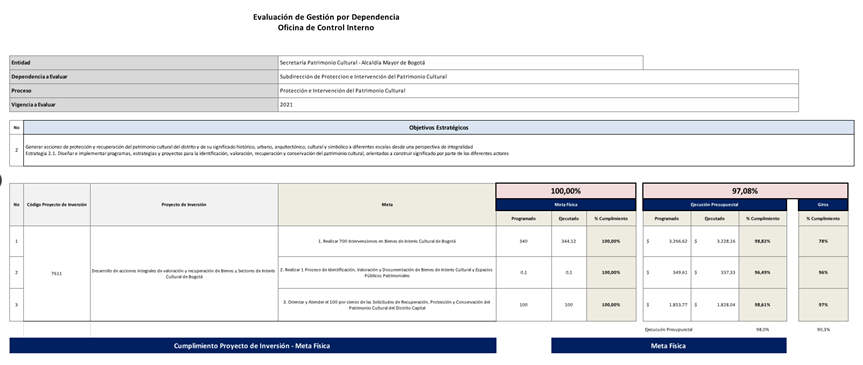 Evaluación de Gestión por Dependencia
Oficina de Control Interno
Entidad Secretaría Patrimonio Cultural - Alcaldía Mayor de Bogotá
Dependencia a Evaluar Subdirección de Proteccion e Intervención del Patrimonio Cultural
Proceso Protección e Intervención del Patrimonio Cultural
Vigencia a Evaluar 2021
No Objetivos Estratégicos
2 Generar acciones de protección y recuperación del patrimonio cultural del distrito y de su significado histórico, urbano, arquitectónico, cultural y simbólico a diferentes escalas desde una perspectiva de integralidad
Estrategia 2.1. Diseñar e implementar programas, estrategias y proyectos para la identificación, valoración, recuperación y conservación del patrimonio cultural, orientados a construir significado por parte de los diferentes actores
100,00% 97,08%
No Código Proyecto de Inversión Proyecto de Inversión Meta Meta Física Ejecución Presupuestal Giros
Programado Ejecutado % Cumplimiento Programado Ejecutado % Cumplimiento % Cumplimiento
1 1. Realizar 700 Intervenciones en Bienes de Interés Cultural de Bogotá 340 344,12 100,00% $ 3.266,62 $ 3.228,16 98,82% 78%
7611 Desarrollo de acciones integrales de valoración y recuperación de Bienes y Sectores de Interés Cultural de Bogotá
2 2. Realizar 1 Proceso de Identificación, Valoración y Documentación de Bienes de Interés Cultural y Espacios Públicos Patrimoniales 0,1 0,1 100,00% $ 349,61 $ 337,33 96,49% 96%
3 3. Orientar y Atender el 100 por ciento de las Solicitudes de Recuperación, Protección y Conservación del Patrimonio Cultural del Distrito Capital 100 100 100,00% $ 1.853,77 $ 1.828,04 98,61% 97%
Ejecución Presupuestal 98,0% 90,3%
Cumplimiento Proyecto de Inversión - Meta Física Meta Física